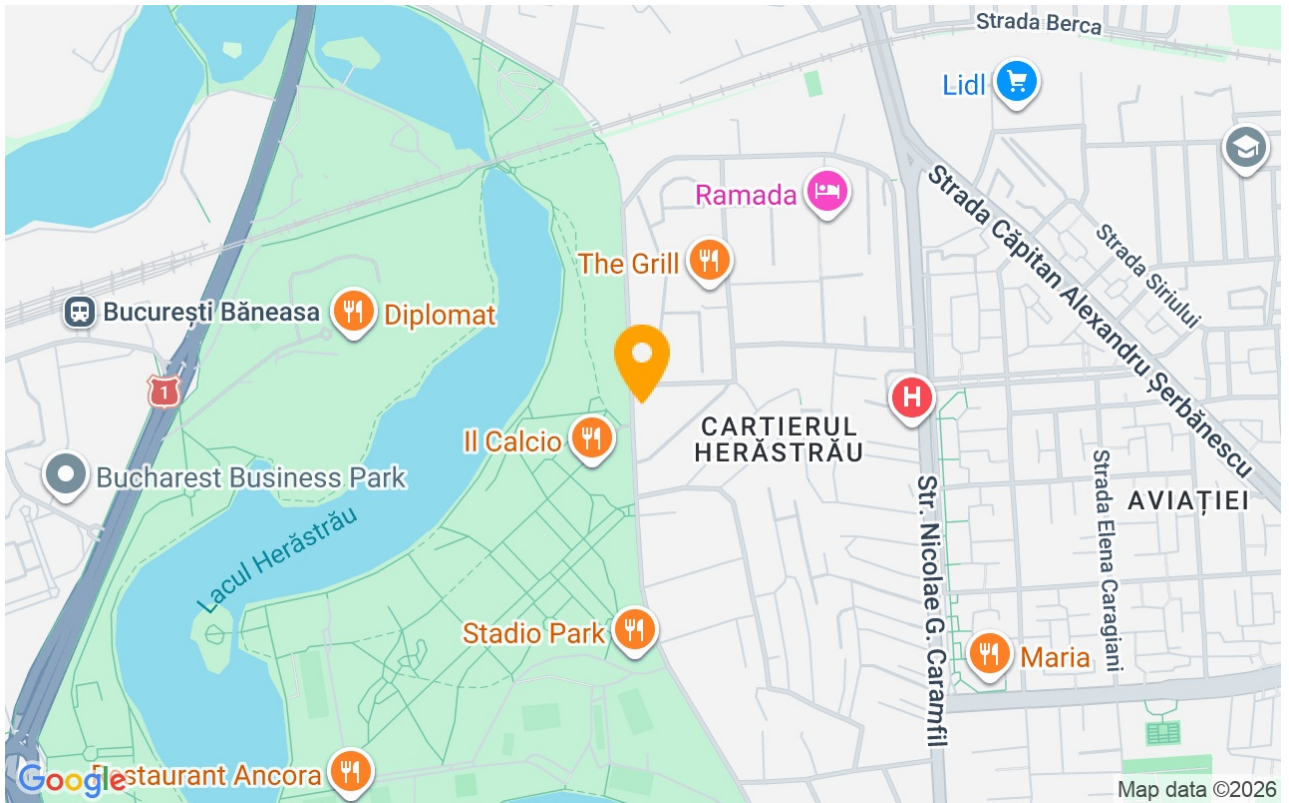 Strada Berca
Lidl
Ramada
Strada Căpitan Alexandru Șerbănescu
Strada Siriului
The Grill
București Băneasa
Diplomat
1
H
Il Calcio
CARTIERUL
HERĂSTRĂU
Bucharest Business Park
Strada Elena Caragiani
AVIAȚIEI
Str. Nicolae G. Caramfil
Lacul Herăstrău
Stadio Park
Maria
Restaurant Ancora
Google
Map data ©2026